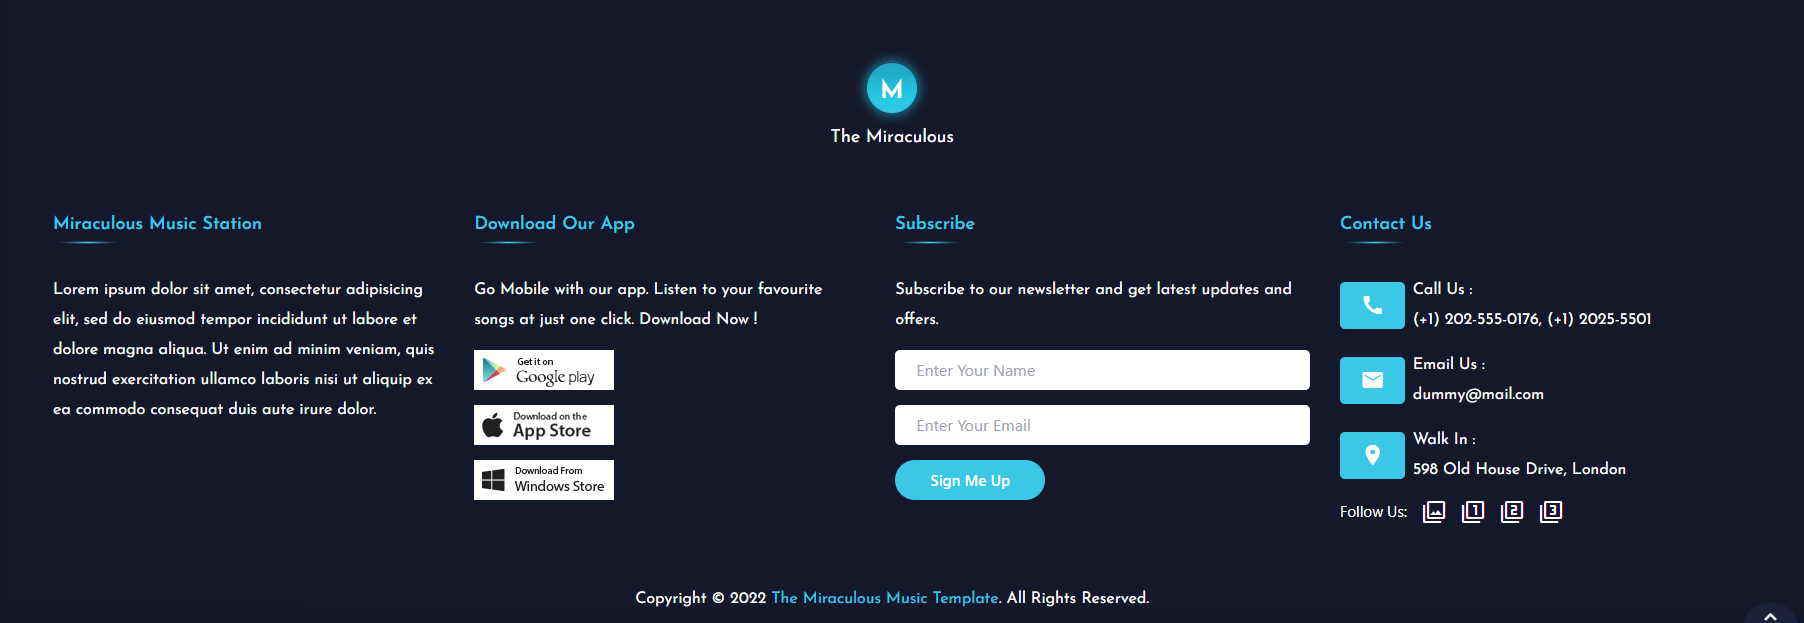 M
The Miraculous
Miraculous Music Station
Lorem ipsum dolor sit amet, consectetur adipisicing
elit, sed do eiusmod tempor incididunt ut labore et
dolore magna aliqua. Ut enim ad minim veniam, quis
nostrud exercitation ullamco laboris nisi ut aliquip ex
ea commodo consequat duis aute irure dolor.
Download Our App
Go Mobile with our app. Listen to your favourite
songs at just one click. Download Now !
Get it on
Google play
Download on the
App Store
Download From
Windows Store
Subscribe
Subscribe to our newsletter and get latest updates and
offers.
Enter Your Name
Enter Your Email
Sign Me Up
Contact Us
Call Us :
(+1) 202-555-0176, (+1) 2025-5501
Email Us :
dummy@mail.com
Walk In :
598 Old House Drive, London
Follow Us: 1 2 3
Copyright © 2022 The Miraculous Music Template. All Rights Reserved.